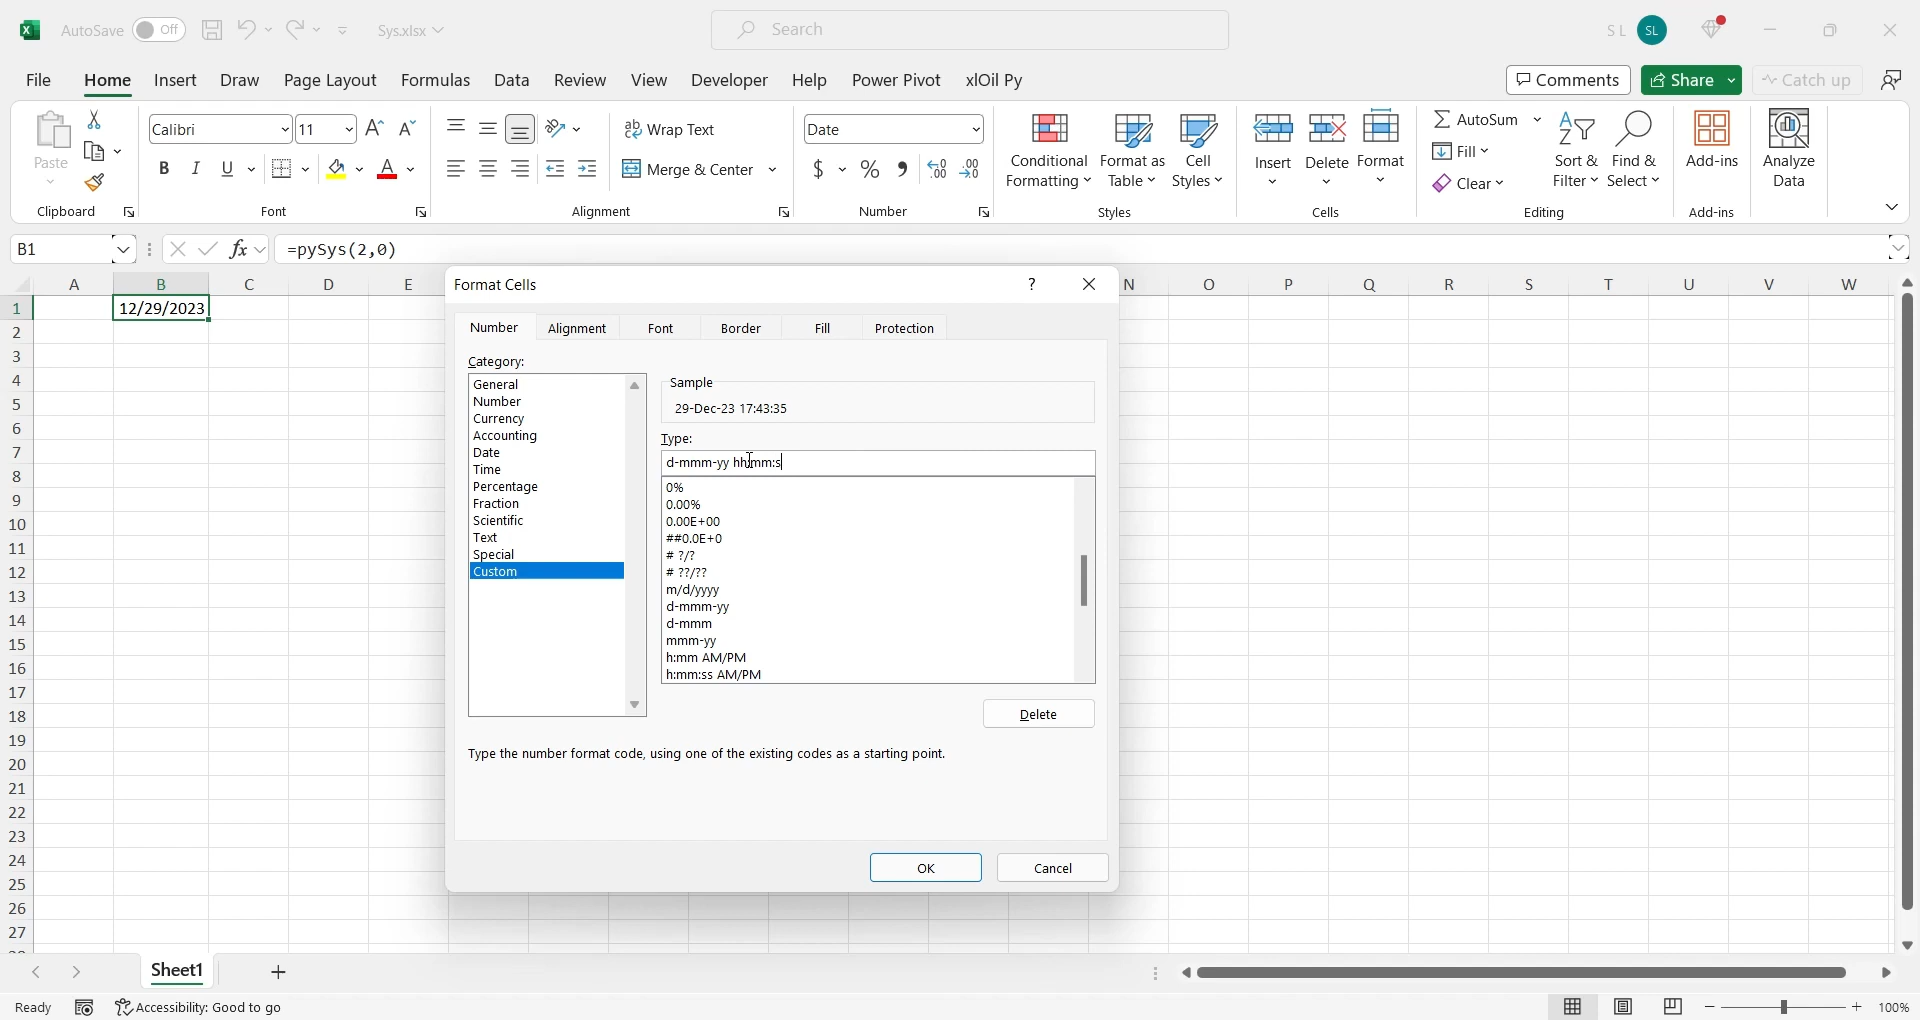 AutoSave Off Sys.xlsx Search S L SL
File Home Insert Draw Page Layout Formulas Data Review View Developer Help Power Pivot xlOil Py Comments Share Catch up
Paste Calibri 11 B I U A Wrap Text Merge & Center Date $ % Conditional Formatting Format as Table Cell Styles Insert Delete Format AutoSum Fill Clear Sort & Filter Find & Select Add-ins Analyze Data
Clipboard Font Alignment Number Styles Cells Editing Add-ins
B1 fx =pySys(2,0)
A B C D E N O P Q R S T U V W
1 12/29/2023
2
3
4
5
6
7
8
9
10
11
12
13
14
15
16
17
18
19
20
21
22
23
24
25
26
27
Format Cells ?
Number Alignment Font Border Fill Protection
Category:
General
Number
Currency
Accounting
Date
Time
Percentage
Fraction
Scientific
Text
Special
Custom
Sample
29-Dec-23 17:43:35
Type:
d-mmm-yy hh:mm:s
0%
0.00%
0.00E+00
##0.0E+0
# ?/?
# ??/??
m/d/yyyy
d-mmm-yy
d-mmm
mmm-yy
h:mm AM/PM
h:mm:ss AM/PM
Delete
Type the number format code, using one of the existing codes as a starting point.
OK Cancel
Sheet1
Ready Accessibility: Good to go 100%